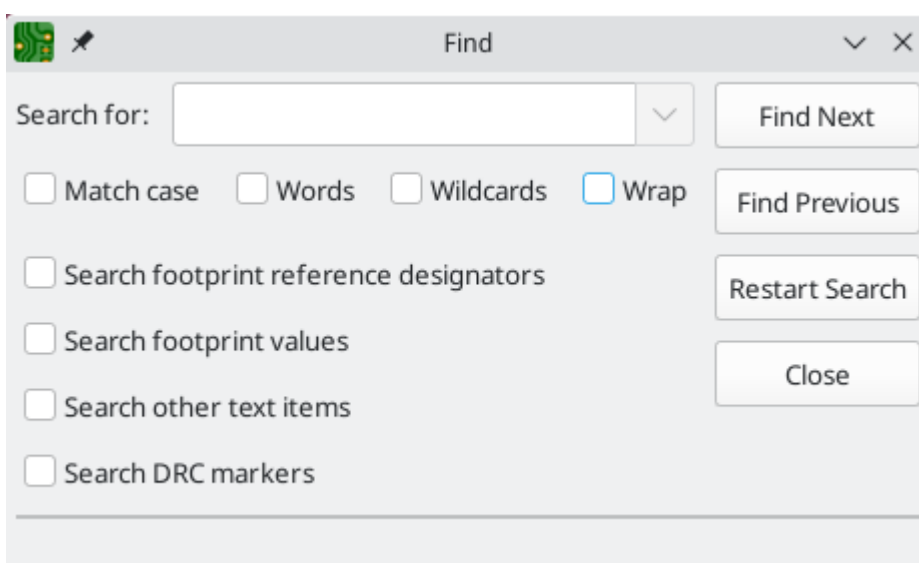 Find
Search for:
Find Next
Match case Words Wildcards Wrap
Find Previous
Search footprint reference designators
Restart Search
Search footprint values
Close
Search other text items
Search DRC markers